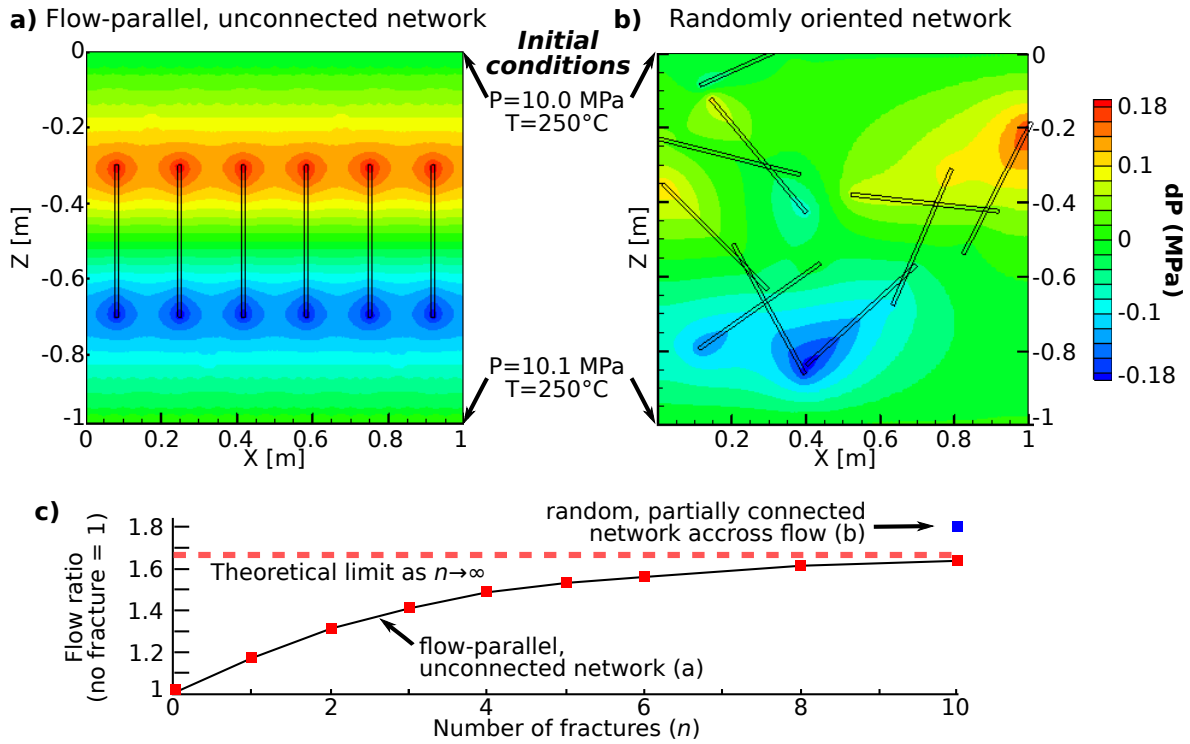 a) Flow-parallel, unconnected network
0
-0.2
-0.4
-0.6
-0.8
-1
Z [m]
0 0.2 0.4 0.6 0.8 1
X [m]
Initial
conditions
P=10.0 MPa
T=250°C
P=10.1 MPa
T=250°C
b) Randomly oriented network
Z [m]
0
-0.2
-0.4
-0.6
-0.8
-1
0.2 0.4 0.6 0.8 1
X [m]
0.18
0.1
0
-0.1
-0.18
dP (MPa)
c)
Flow ratio
(no fracture = 1)
1.8
1.6
1.4
1.2
1
random, partially connected
network accross flow (b)
Theoretical limit as n→∞
flow-parallel,
unconnected network (a)
0 2 4 6 8 10
Number of fractures (n)